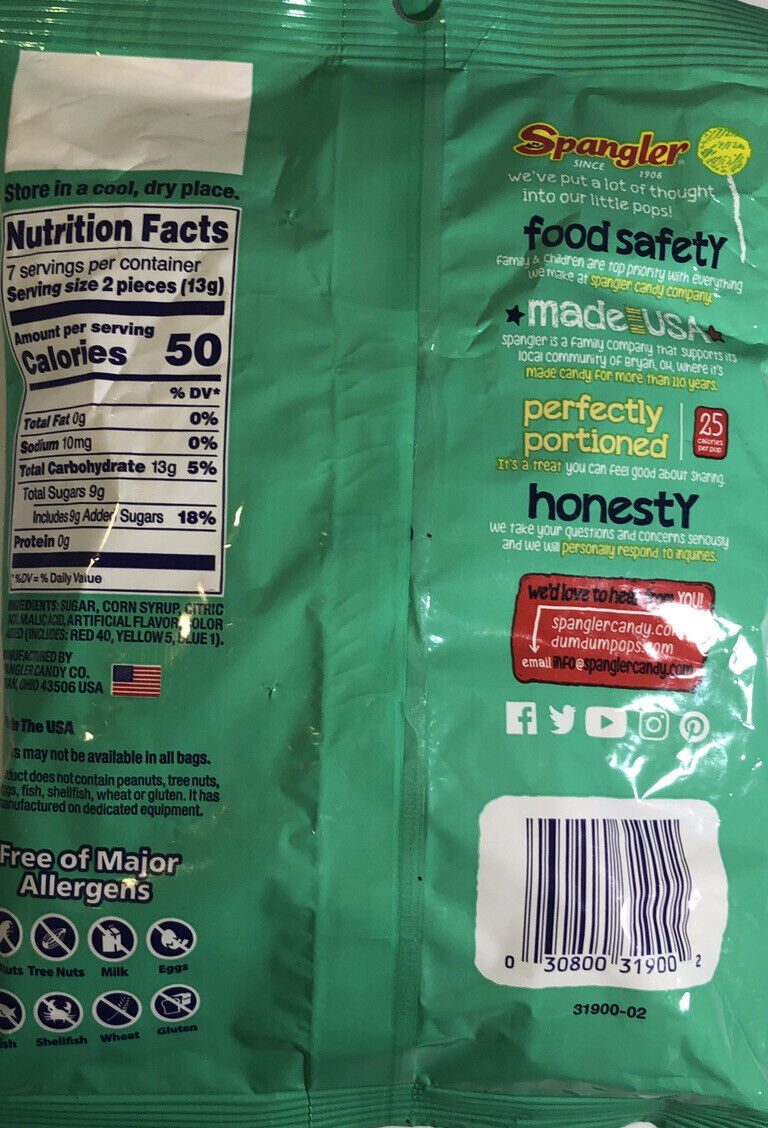 Store in a cool, dry place.
Nutrition Facts
7 servings per container
Serving size 2 pieces (13g)
Amount per serving
Calories 50
% DV*
Total Fat 0g 0%
Sodium 10mg 0%
Total Carbohydrate 13g 5%
Total Sugars 9g
Includes 9g Added Sugars 18%
Protein 0g
*%DV = % Daily Value
SUGAR, CORN SYRUP, CITRIC
MALIC ACID, ARTIFICIAL FLAVOR, COLOR
(INCLUDES: RED 40, YELLOW 5, BLUE 1).
BY
CANDY CO.
OHIO 43506 USA
The USA
may not be available in all bags.
does not contain peanuts, tree nuts,
fish, shellfish, wheat or gluten. It has
on dedicated equipment.
Free of Major
Allergens
Tree Nuts Milk Eggs
Shellfish Wheat Gluten
Spangler®
SINCE 1906
we've put a lot of thought
into our little pops!
food safety
Family & children are top priority with everything
we make at spangler candy company.
made USA
spangler is a family company that supports its
local community of Bryan, OH, where it's
made candy for more than 110 years.
perfectly
portioned
25
calories
per pop
It's a treat you can feel good about sharing.
honesty
we take your questions and concerns seriously
and we will personally respond to inquiries.
we'd love to hear from YOU!
spanglercandy.com
dumdumpops.com
email info@spanglercandy.com
0 30800 31900 2
31900-02